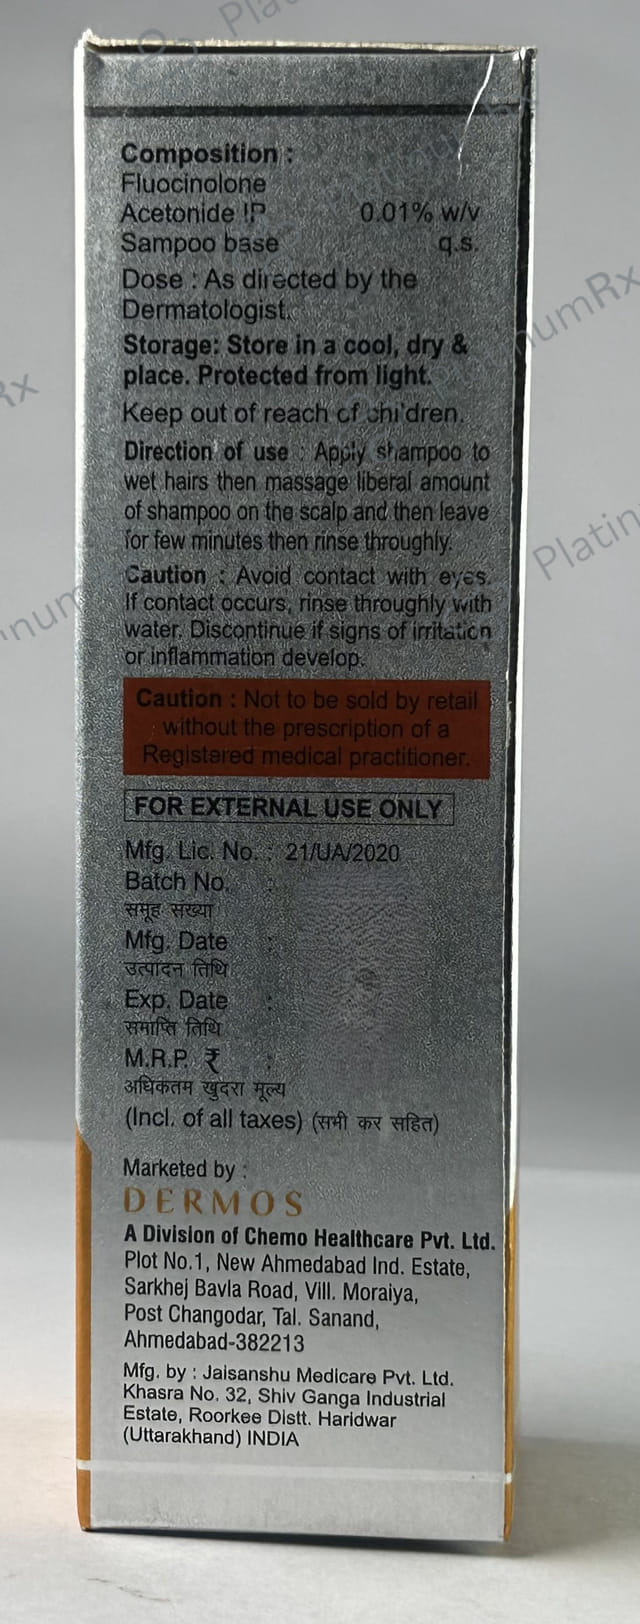 Composition :
Fluocinolone
Acetonide IP 0.01% w/v
Sampoo base q.s.
Dose : As directed by the
Dermatologist.
Storage: Store in a cool, dry &
place. Protected from light.
Keep out of reach of children.
Direction of use : Apply shampoo to
wet hairs then massage liberal amount
of shampoo on the scalp and then leave
for few minutes then rinse throughly.
Caution : Avoid contact with eyes.
If contact occurs, rinse throughly with
water. Discontinue if signs of irritation
or inflammation develop.
Caution : Not to be sold by retail
without the prescription of a
Registared medical practitioner.
FOR EXTERNAL USE ONLY
Mfg. Lic. No. : 21/UA/2020
Batch No. :
समूह सख्या
Mfg. Date :
उत्पादन तिथि
Exp. Date :
समाप्ति तिथि
M.R.P. ₹ :
अधिकतम खुदरा मूल्य
(Incl. of all taxes) (सभी कर सहित)
Marketed by :
DERMOS
A Division of Chemo Healthcare Pvt. Ltd.
Plot No.1, New Ahmedabad Ind. Estate,
Sarkhej Bavla Road, Vill. Moraiya,
Post Changodar, Tal. Sanand,
Ahmedabad-382213
Mfg. by : Jaisanshu Medicare Pvt. Ltd.
Khasra No. 32, Shiv Ganga Industrial
Estate, Roorkee Distt. Haridwar
(Uttarakhand) INDIA
PlatinumRx